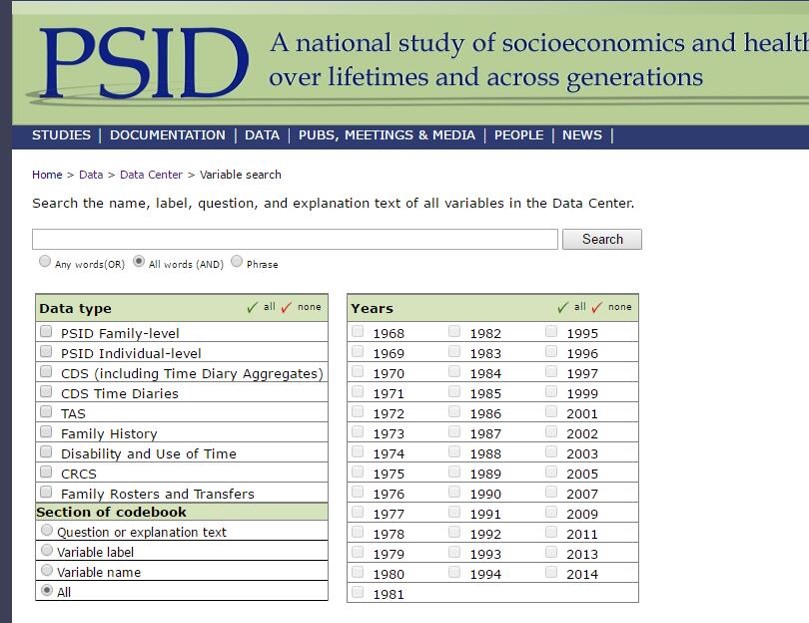 PSID
A national study of socioeconomics and health
over lifetimes and across generations
STUDIES | DOCUMENTATION | DATA | PUBS, MEETINGS & MEDIA | PEOPLE | NEWS |
Home > Data > Data Center > Variable search
Search the name, label, question, and explanation text of all variables in the Data Center.
Search
Any words(OR) All words (AND) Phrase
Data type all none
PSID Family-level
PSID Individual-level
CDS (including Time Diary Aggregates)
CDS Time Diaries
TAS
Family History
Disability and Use of Time
CRCS
Family Rosters and Transfers
Section of codebook
Question or explanation text
Variable label
Variable name
All
Years all none
1968 1982 1995
1969 1983 1996
1970 1984 1997
1971 1985 1999
1972 1986 2001
1973 1987 2002
1974 1988 2003
1975 1989 2005
1976 1990 2007
1977 1991 2009
1978 1992 2011
1979 1993 2013
1980 1994 2014
1981